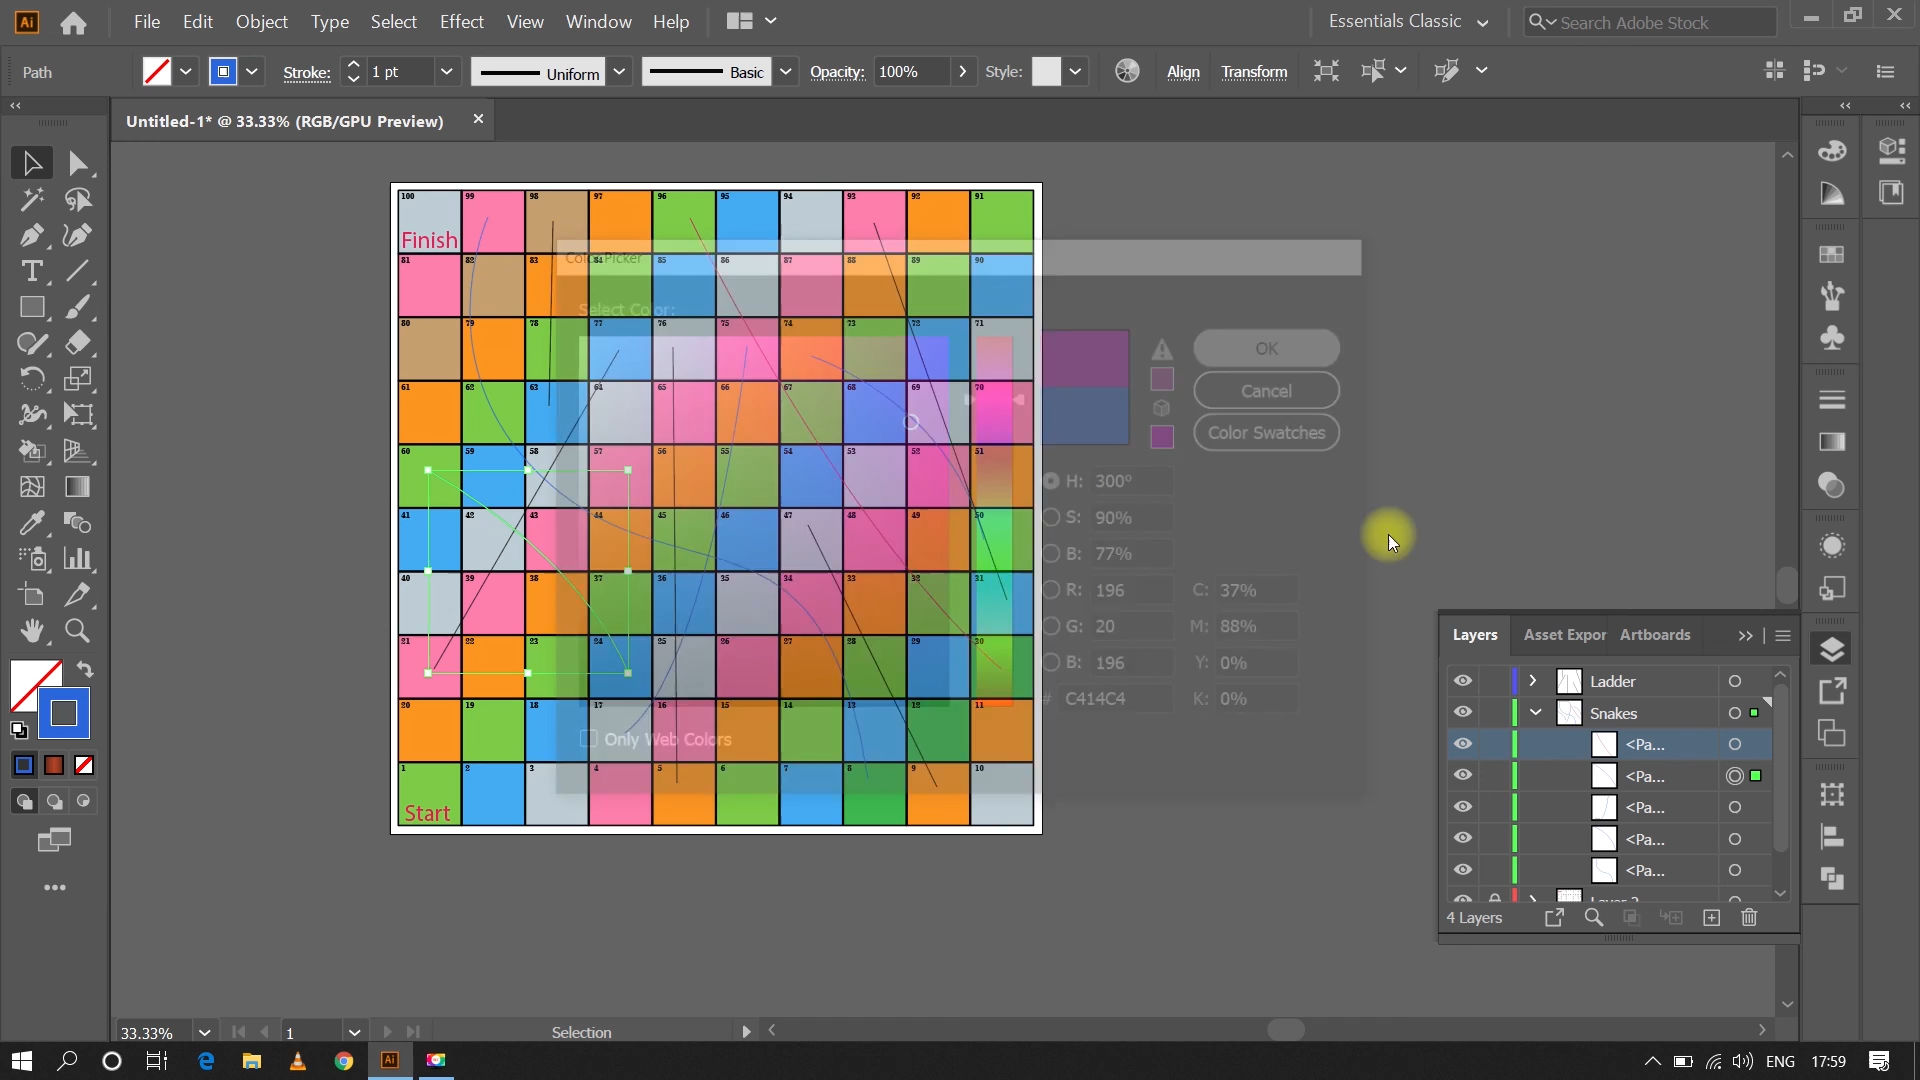 Ai File Edit Object Type Select Effect View Window Help Essentials Classic Search Adobe Stock
Path Stroke: 1 pt Uniform Basic Opacity: 100% Style: Align Transform
Untitled-1* @ 33.33% (RGB/GPU Preview)
100 99 98 97 96 95 94 93 92 91
Finish
Color Picker
81 82 83 84 85 86 87 88 89 90
Select Color:
80 79 78 77 76 75 74 73 72 71
OK
61 62 63 64 65 66 67 68 69 70
Cancel
Color Swatches
60 59 58 57 56 55 54 53 52 51
H: 300°
S: 90%
41 42 43 44 45 46 47 48 49 50
B: 77%
40 39 38 37 36 35 34 33 32 31
R: 196 C: 37%
G: 20 M: 88%
21 22 23 24 25 26 27 28 29 30
B: 196 Y: 0%
# C414C4 K: 0%
20 19 18 17 16 15 14 13 12 11
Only Web Colors
1 2 3 4 5 6 7 8 9 10
Start
Layers Asset Expor Artboards
Ladder
Snakes
<Pa...
<Pa...
<Pa...
<Pa...
<Pa...
4 Layers
33.33% 1 Selection
Ai ENG 17:59